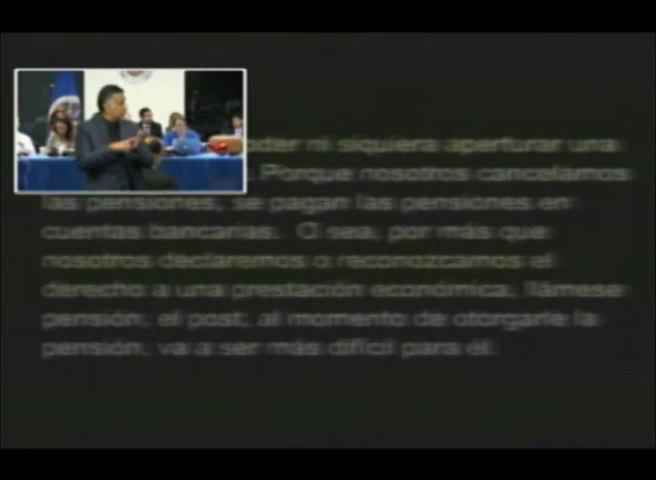 poder ni siquiera aperturar una
Porque nosotros cancelamos
las pensiones, se pagan las pensiones en
cuentas bancarias. O sea, por más que
nosotros declaremos o reconozcamos el
derecho a una prestación económica, llámese
pensión, el post, al momento de otorgarle la
pensión, va a ser más difícil para él.